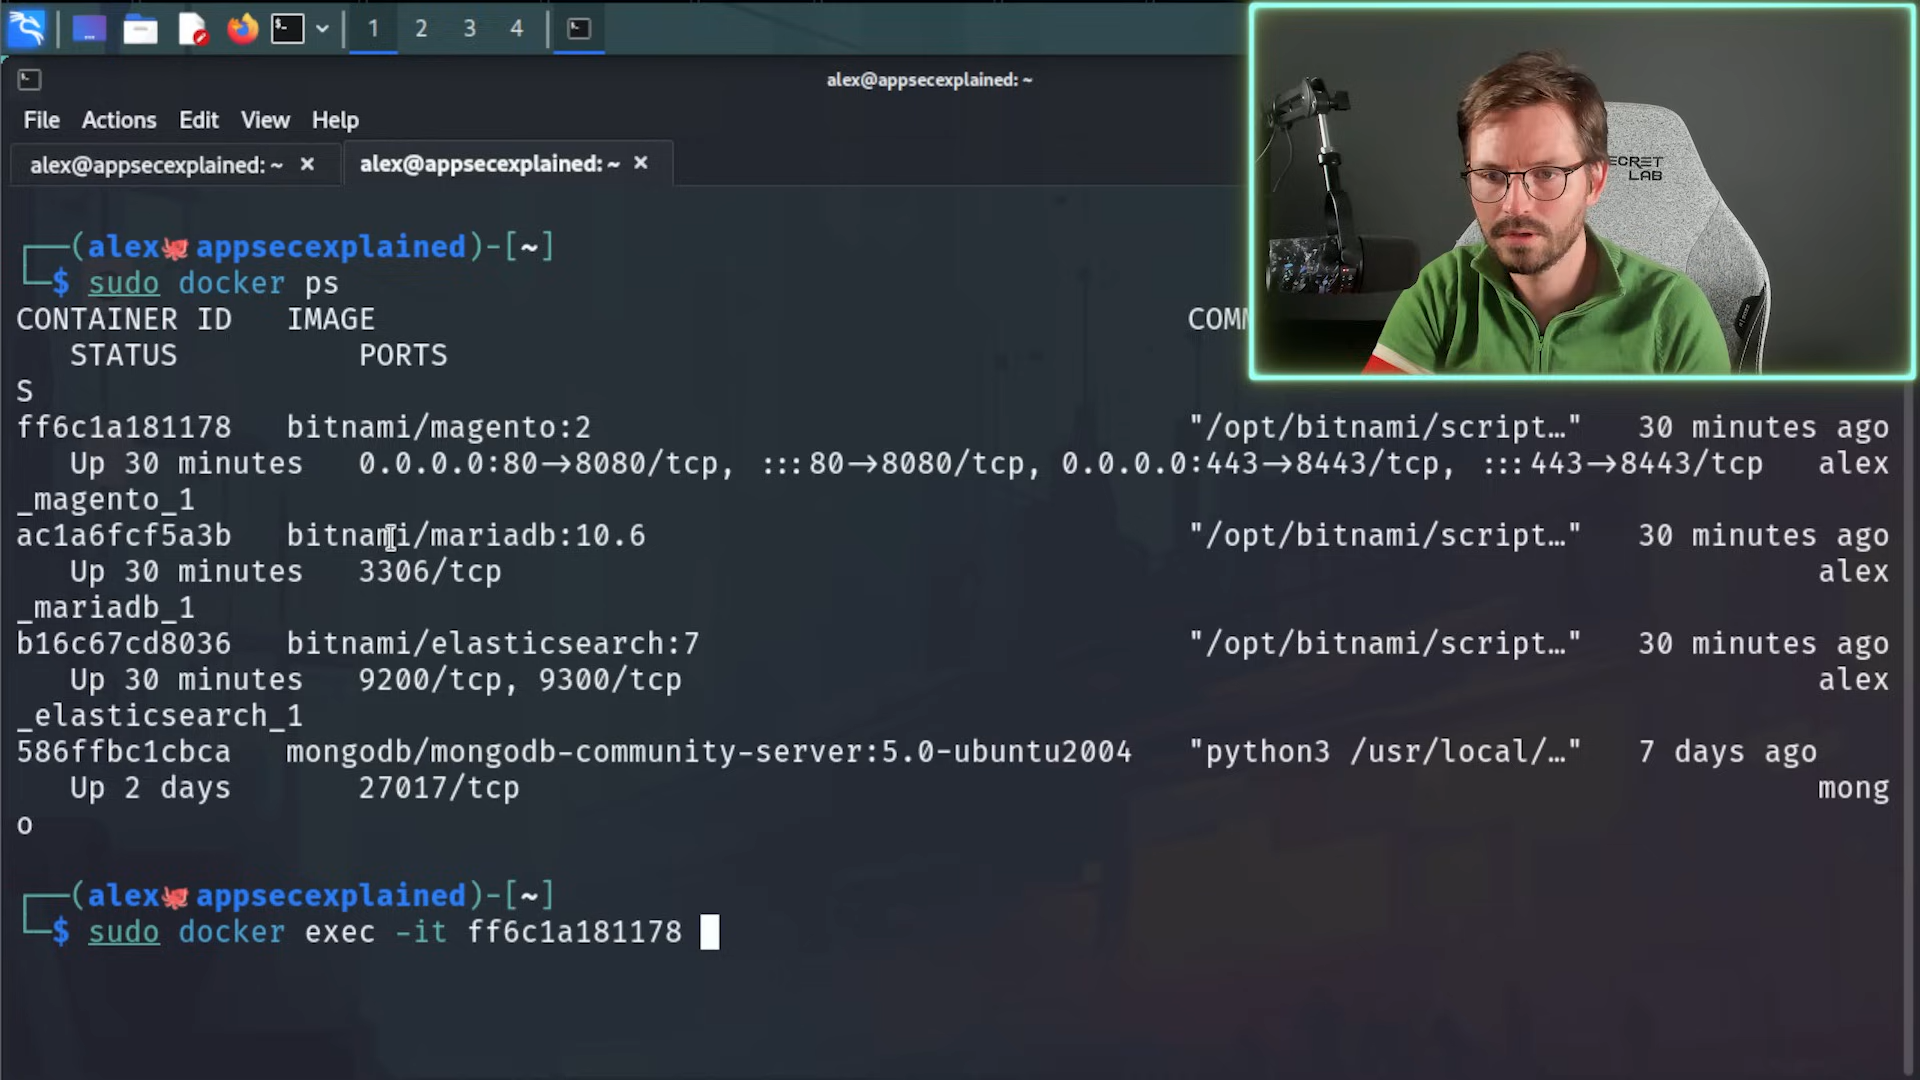 1 2 3 4
alex@appsecexplained: ~
File Actions Edit View Help
alex@appsecexplained: ~ × alex@appsecexplained: ~ ×
(alex appsecexplained)-[~]
$ sudo docker ps
CONTAINER ID   IMAGE   COMM
STATUS   PORTS
S
ff6c1a181178   bitnami/magento:2   "/opt/bitnami/script…"   30 minutes ago
Up 30 minutes   0.0.0.0:80→8080/tcp, :::80→8080/tcp, 0.0.0.0:443→8443/tcp, :::443→8443/tcp   alex
_magento_1
ac1a6fcf5a3b   bitnami/mariadb:10.6   "/opt/bitnami/script…"   30 minutes ago
Up 30 minutes   3306/tcp   alex
_mariadb_1
b16c67cd8036   bitnami/elasticsearch:7   "/opt/bitnami/script…"   30 minutes ago
Up 30 minutes   9200/tcp, 9300/tcp   alex
_elasticsearch_1
586ffbc1cbca   mongodb/mongodb-community-server:5.0-ubuntu2004   "python3 /usr/local/…"   7 days ago
Up 2 days   27017/tcp   mong
o
(alex appsecexplained)-[~]
$ sudo docker exec -it ff6c1a181178
ECRET
LAB